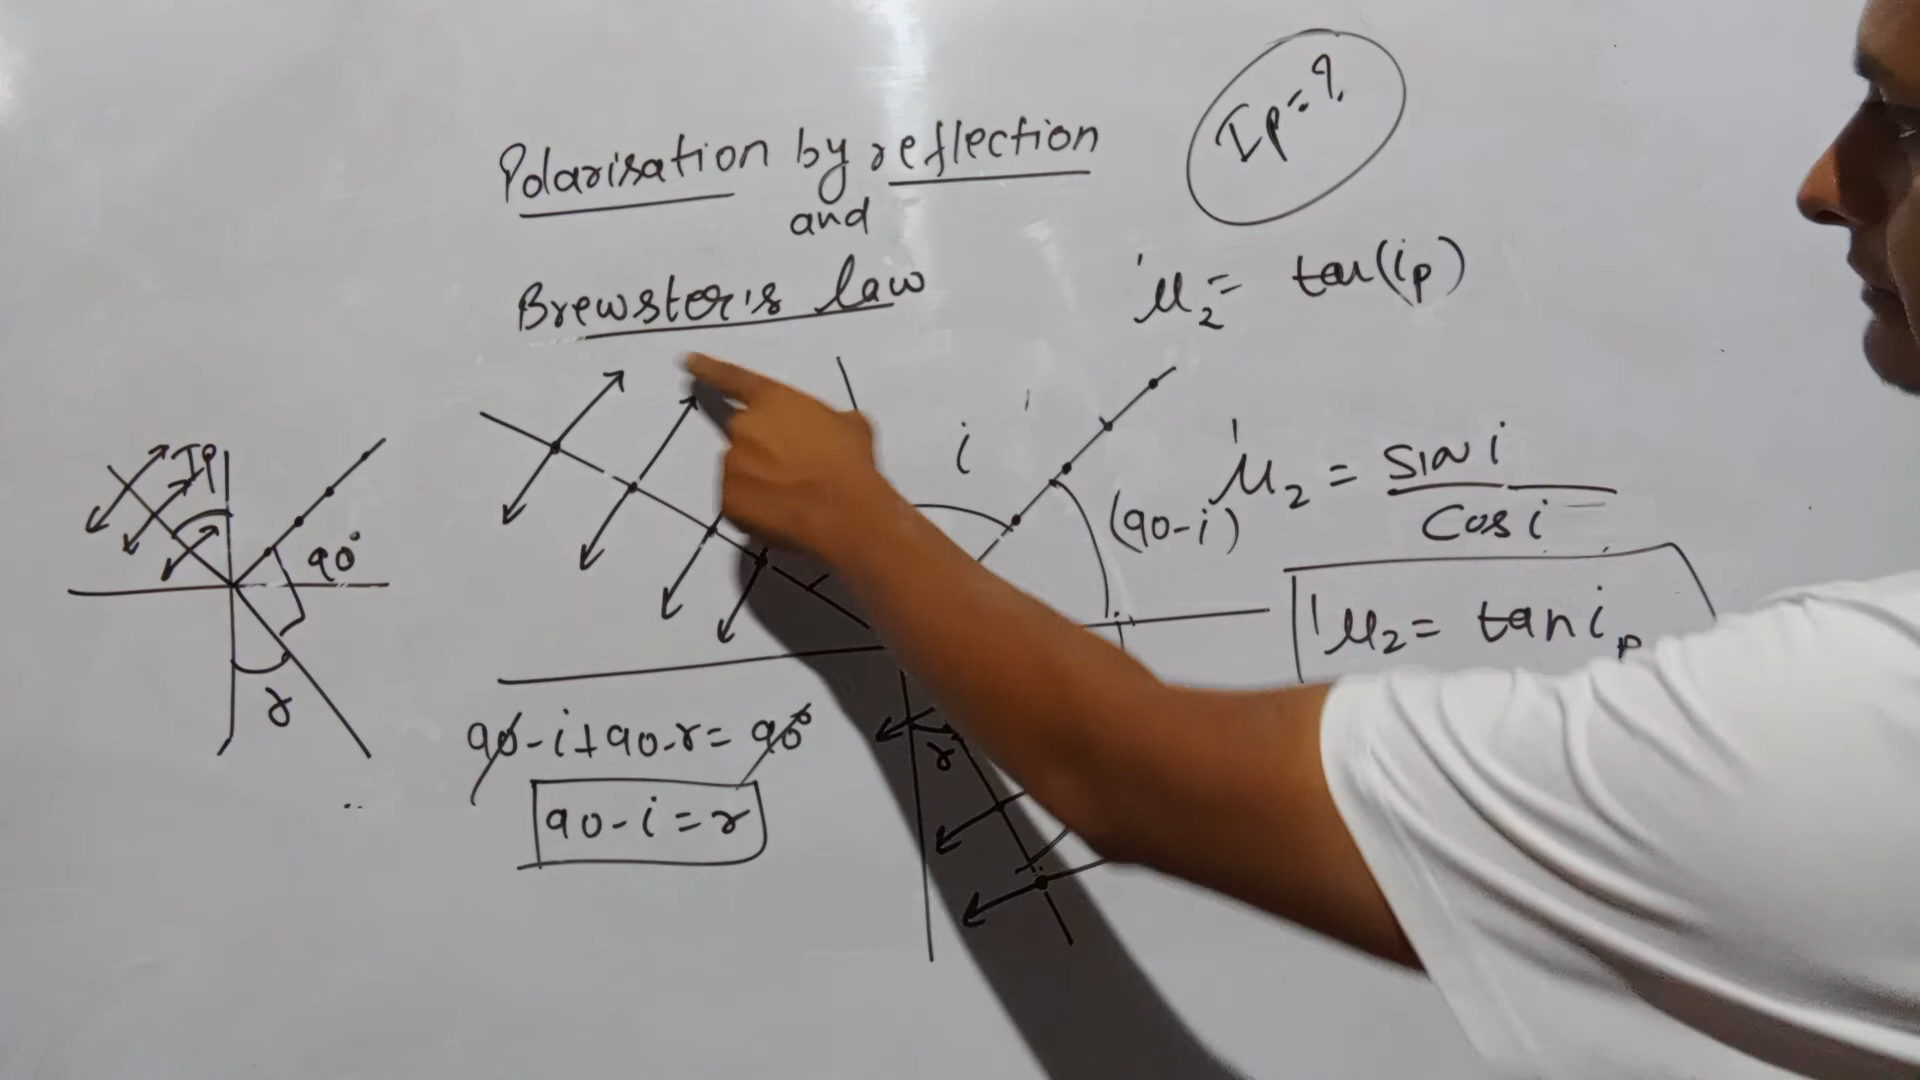 Polarisation by reflection
and
Brewster's law
Ip = ?
¹μ₂ = tan(ip)
Ip
90°
r
i
(90-i)
r
¹μ₂ = sin i / cos i
¹μ₂ = tan ip
90-i+90-r=90°
90-i=r